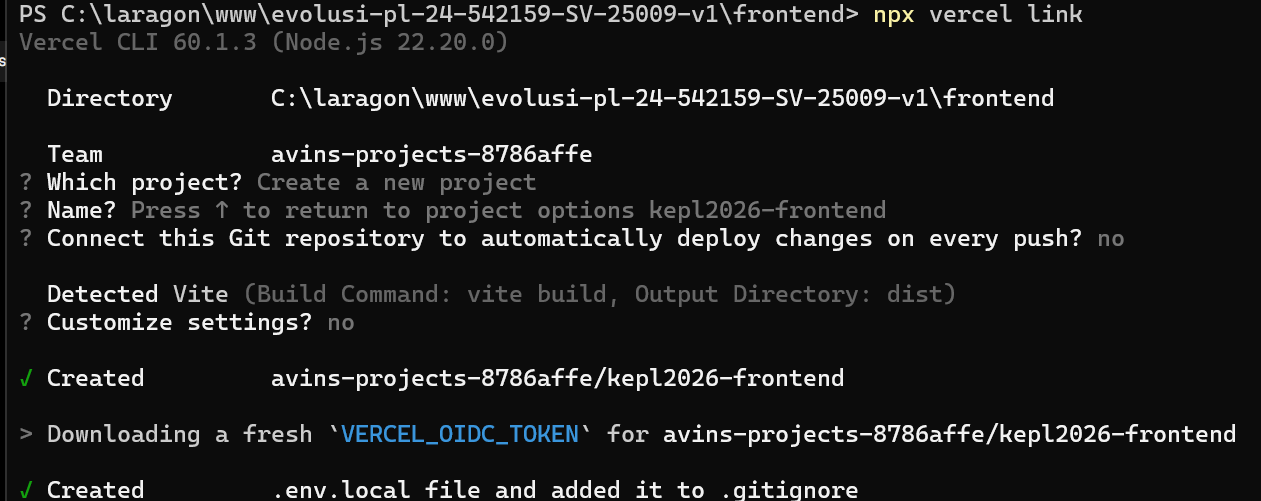 PS C:\laragon\www\evolusi-pl-24-542159-SV-25009-v1\frontend> npx vercel link
Vercel CLI 60.1.3 (Node.js 22.20.0)
s
Directory C:\laragon\www\evolusi-pl-24-542159-SV-25009-v1\frontend
Team avins-projects-8786affe
? Which project? Create a new project
? Name? Press ↑ to return to project options kepl2026-frontend
? Connect this Git repository to automatically deploy changes on every push? no
Detected Vite (Build Command: vite build, Output Directory: dist)
? Customize settings? no
√ Created avins-projects-8786affe/kepl2026-frontend
> Downloading a fresh `VERCEL_OIDC_TOKEN` for avins-projects-8786affe/kepl2026-frontend
√ Created .env.local file and added it to .gitignore